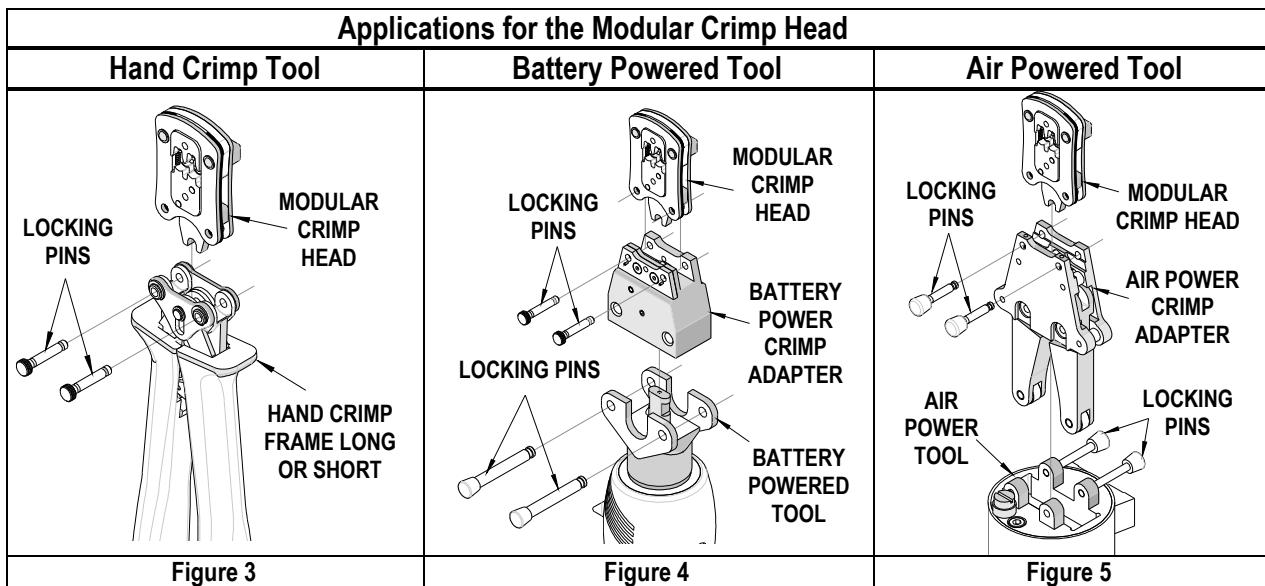 Applications for the Modular Crimp Head
Hand Crimp Tool
Battery Powered Tool
Air Powered Tool
MODULAR
CRIMP
HEAD
LOCKING
PINS
HAND CRIMP
FRAME LONG
OR SHORT
MODULAR
CRIMP
HEAD
LOCKING
PINS
BATTERY
POWER
CRIMP
ADAPTER
LOCKING PINS
BATTERY
POWERED
TOOL
LOCKING
PINS
MODULAR
CRIMP HEAD
AIR POWER
CRIMP
ADAPTER
AIR
POWER
TOOL
LOCKING
PINS
Figure 3
Figure 4
Figure 5